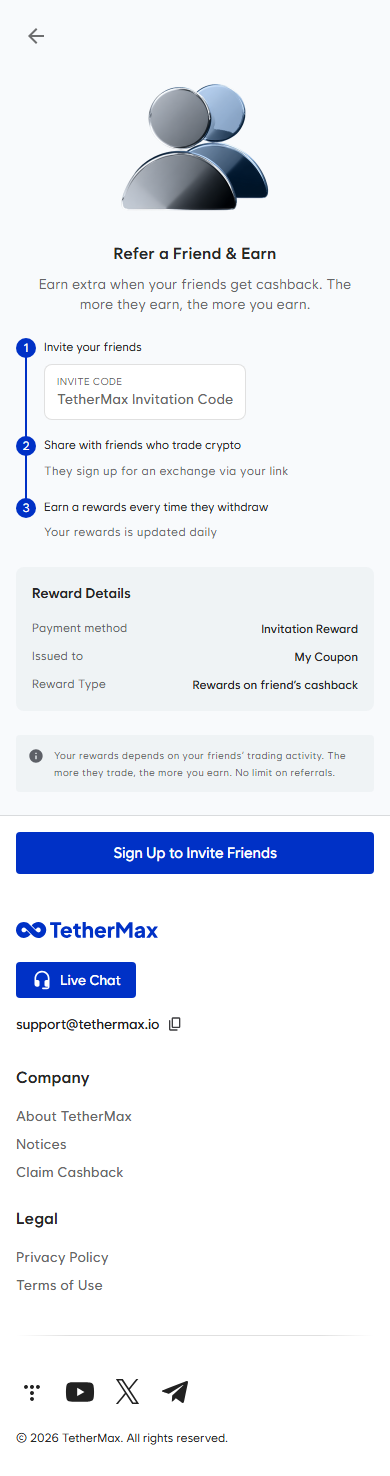 Refer a Friend & Earn
Earn extra when your friends get cashback. The
more they earn, the more you earn.
1 Invite your friends
INVITE CODE
TetherMax Invitation Code
2 Share with friends who trade crypto
They sign up for an exchange via your link
3 Earn a rewards every time they withdraw
Your rewards is updated daily
Reward Details
Payment method Invitation Reward
Issued to My Coupon
Reward Type Rewards on friend's cashback
Your rewards depends on your friends' trading activity. The
more they trade, the more you earn. No limit on referrals.
Sign Up to Invite Friends
TetherMax
Live Chat
support@tethermax.io
Company
About TetherMax
Notices
Claim Cashback
Legal
Privacy Policy
Terms of Use
© 2026 TetherMax. All rights reserved.